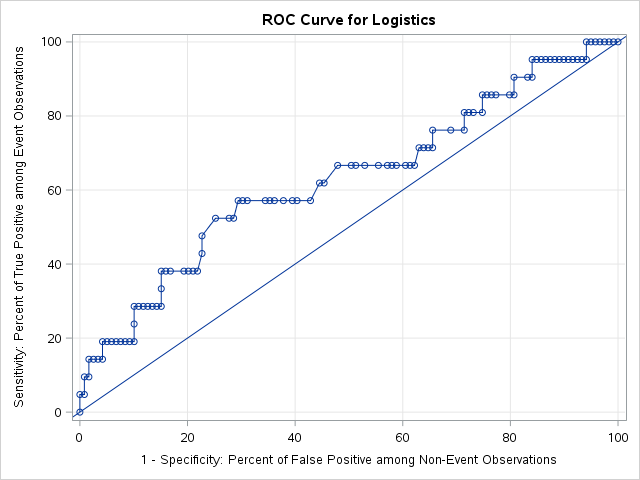 ROC Curve for Logistics
Sensitivity: Percent of True Positive among Event Observations
100
80
60
40
20
0
0 20 40 60 80 100
1 - Specificity: Percent of False Positive among Non-Event Observations